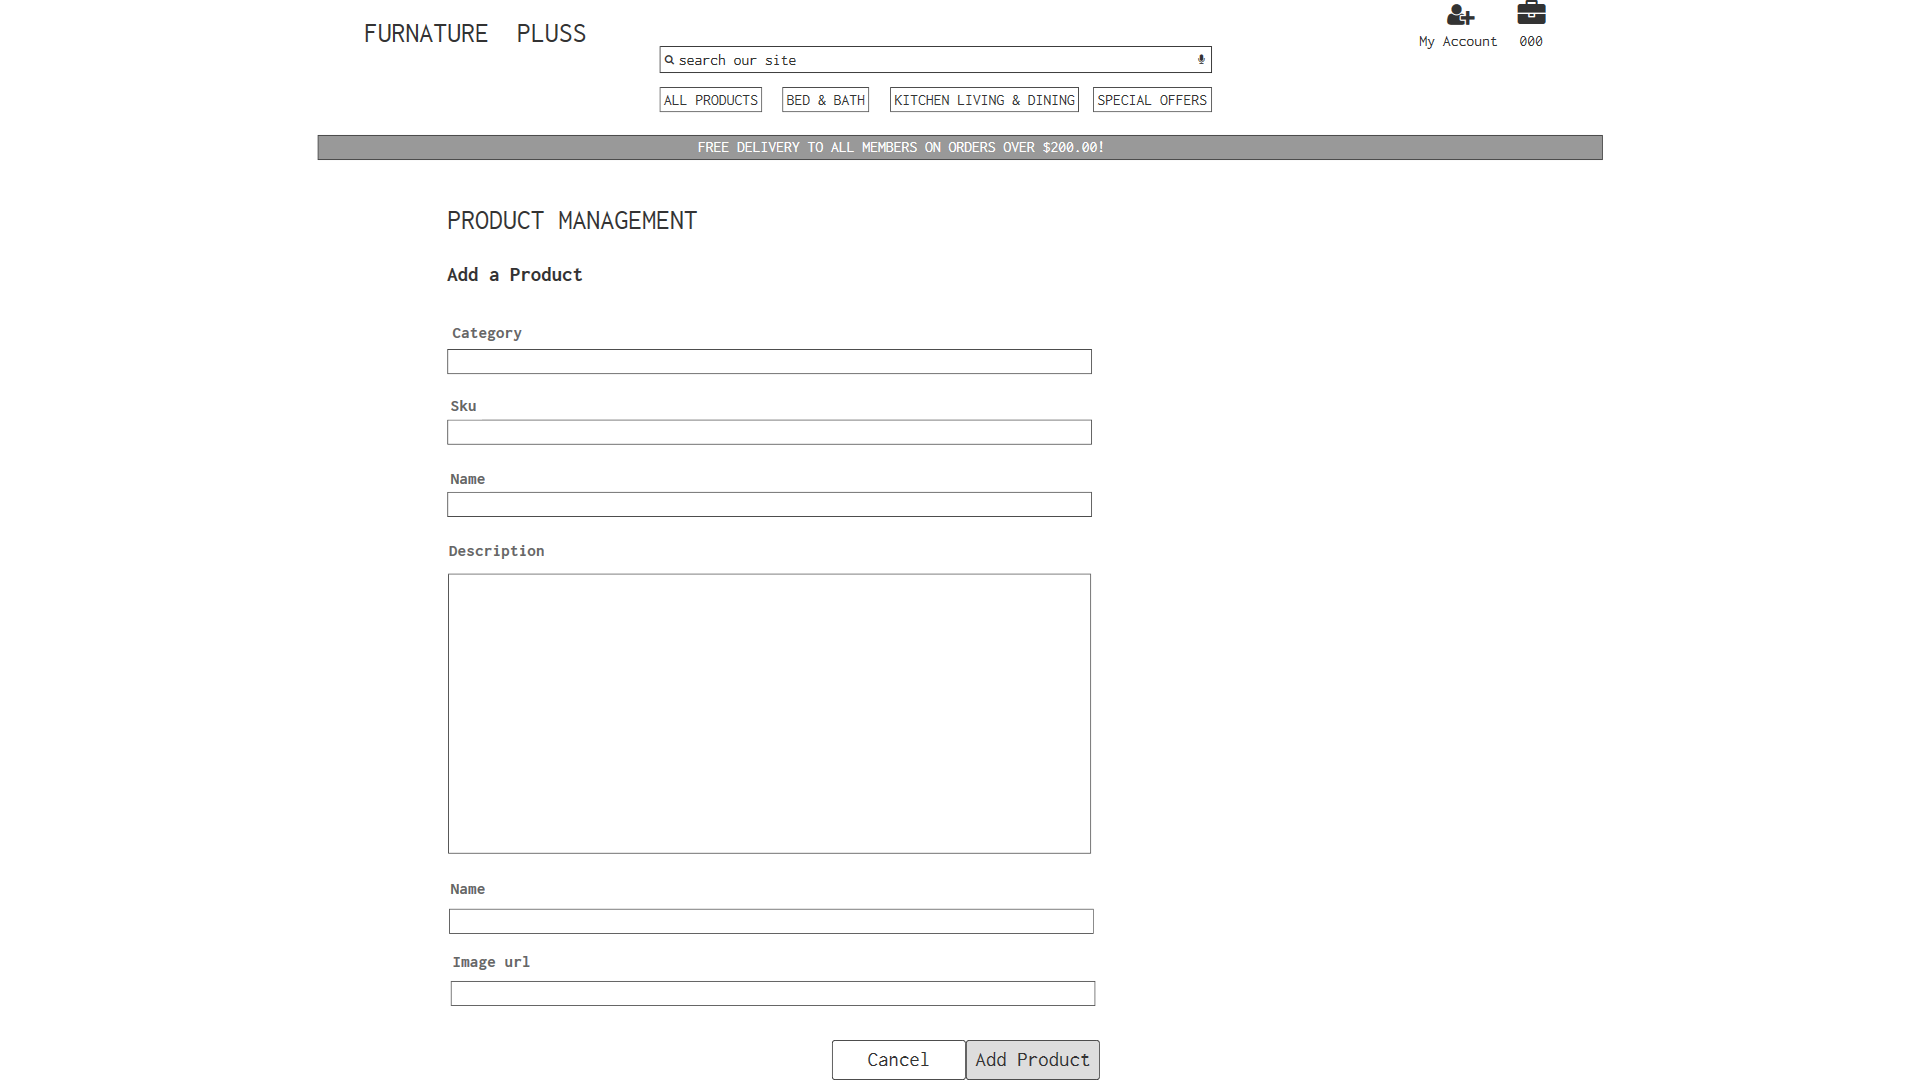 FURNATURE PLUSS
My Account 000
search our site
ALL PRODUCTS BED & BATH KITCHEN LIVING & DINING SPECIAL OFFERS
FREE DELIVERY TO ALL MEMBERS ON ORDERS OVER $200.00!
PRODUCT MANAGEMENT
Add a Product
Category
Sku
Name
Description
Name
Image url
Cancel Add Product